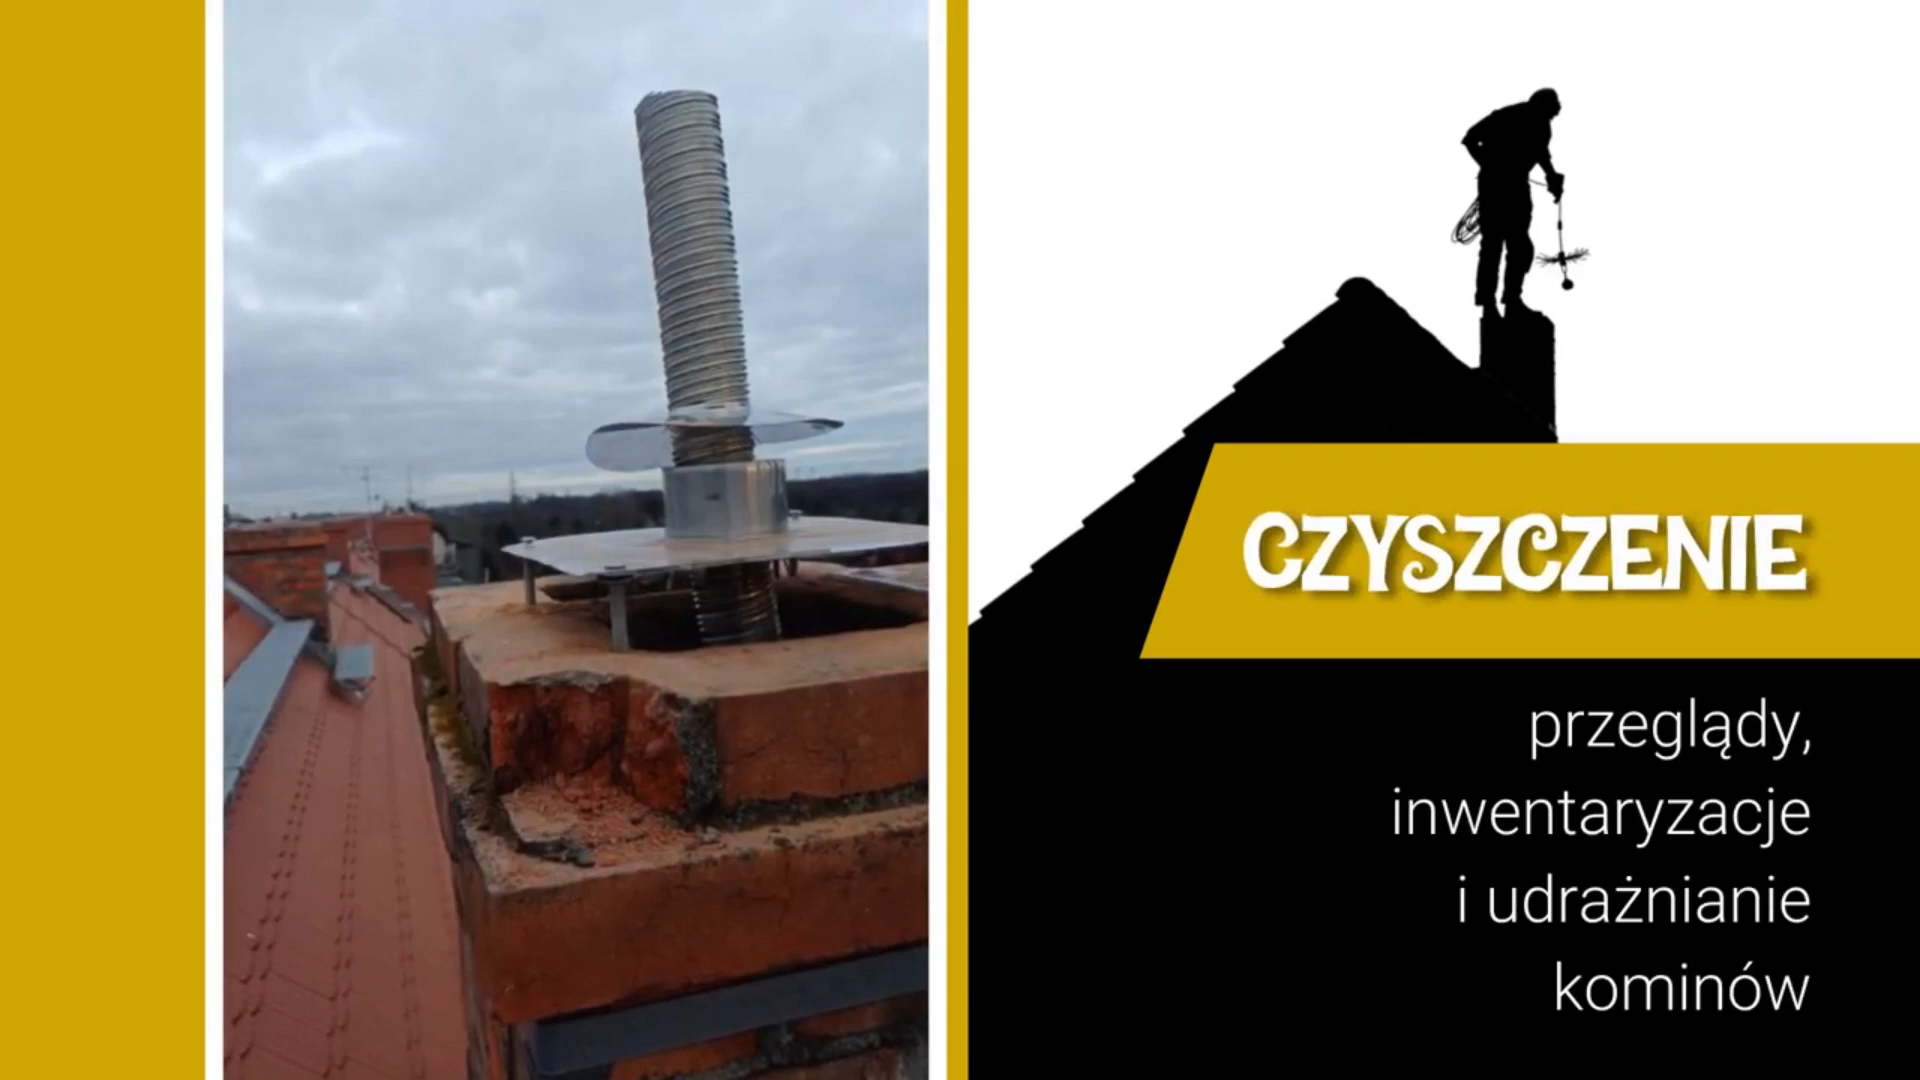 CZYSZCZENIE
przeglądy,
inwentaryzacje
i udrażnianie
kominów